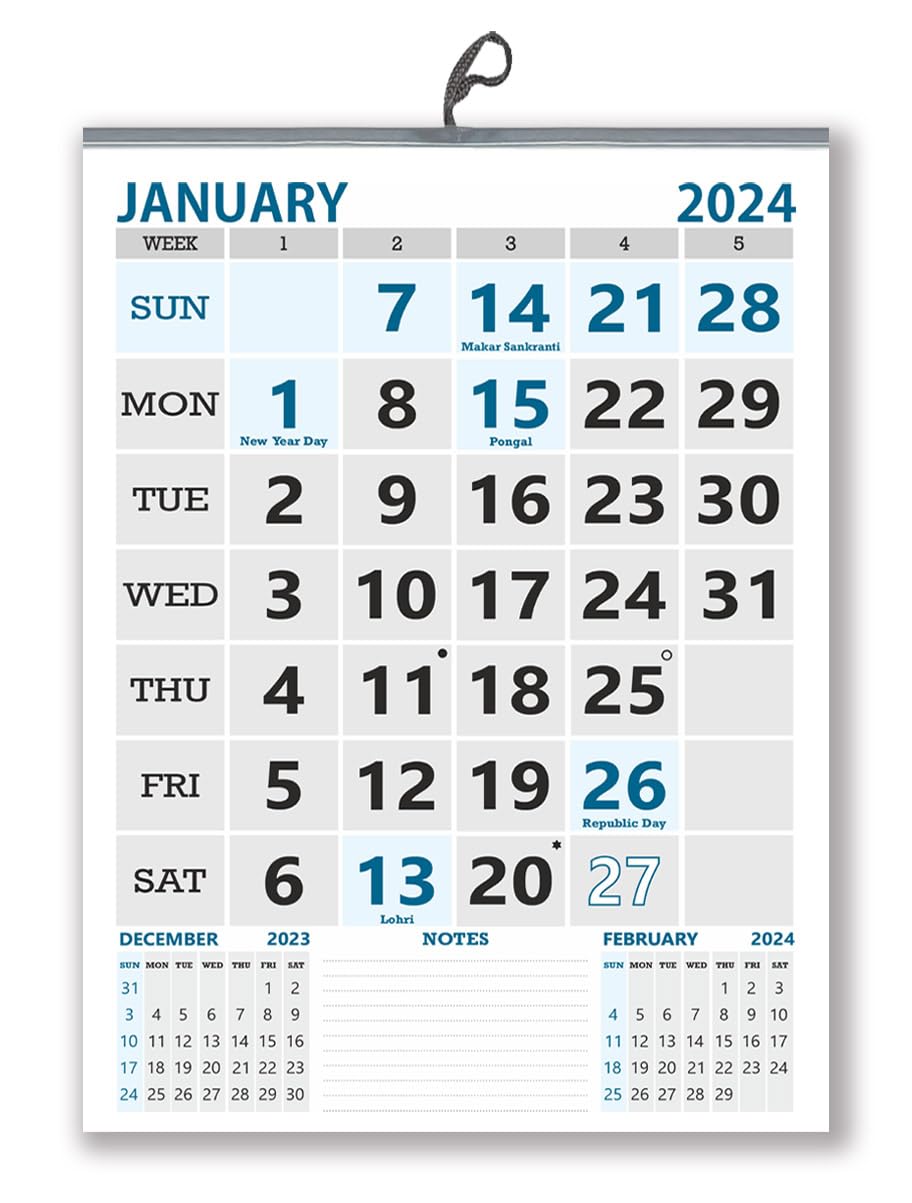 JANUARY 2024
WEEK 1 2 3 4 5
SUN 7 14 21 28
Makar Sankranti
MON 1 8 15 22 29
New Year Day Pongal
TUE 2 9 16 23 30
WED 3 10 17 24 31
THU 4 11 18 25
FRI 5 12 19 26
Republic Day
SAT 6 13 20 27
Lohri
DECEMBER 2023 NOTES FEBRUARY 2024
SUN MON TUE WED THU FRI SAT
31 1 2
3 4 5 6 7 8 9
10 11 12 13 14 15 16
17 18 19 20 21 22 23
24 25 26 27 28 29 30
SUN MON TUE WED THU FRI SAT
1 2 3
4 5 6 7 8 9 10
11 12 13 14 15 16 17
18 19 20 21 22 23 24
25 26 27 28 29